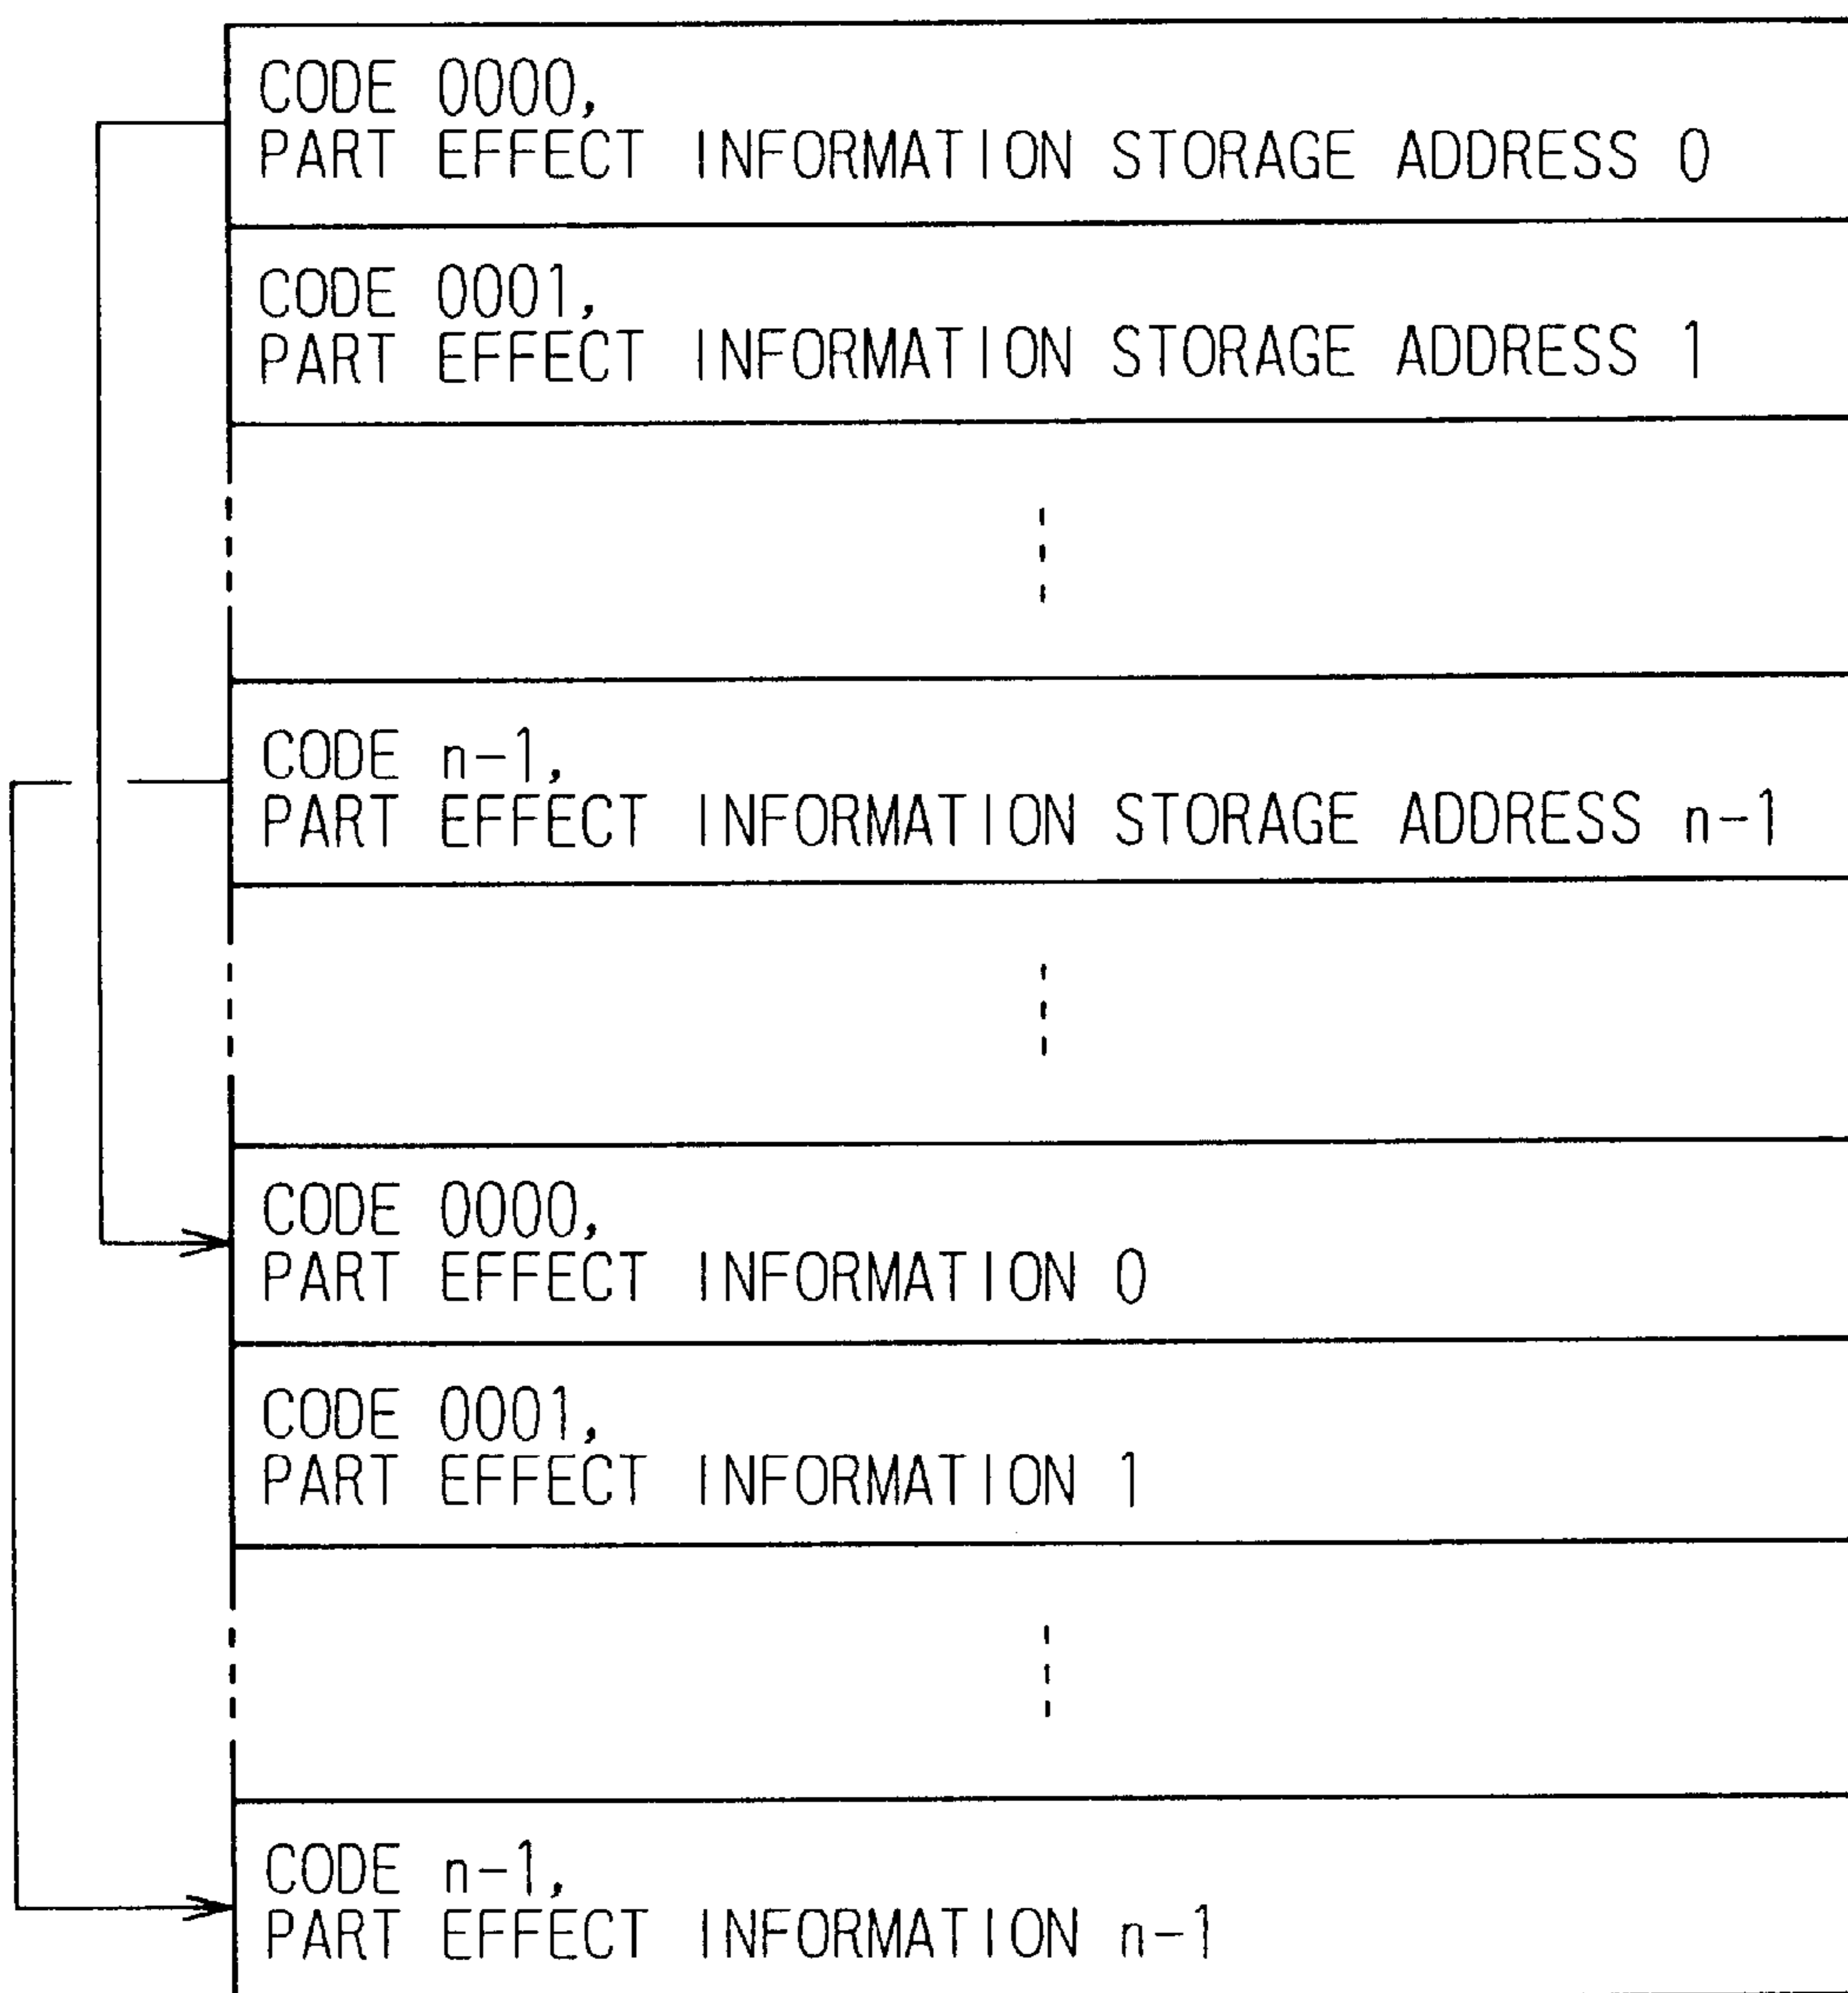 CODE 0000,
PART EFFECT INFORMATION STORAGE ADDRESS 0
CODE 0001,
PART EFFECT INFORMATION STORAGE ADDRESS 1
CODE n-1,
PART EFFECT INFORMATION STORAGE ADDRESS n-1
CODE 0000,
PART EFFECT INFORMATION 0
CODE 0001,
PART EFFECT INFORMATION 1
CODE n-1,
PART EFFECT INFORMATION n-1